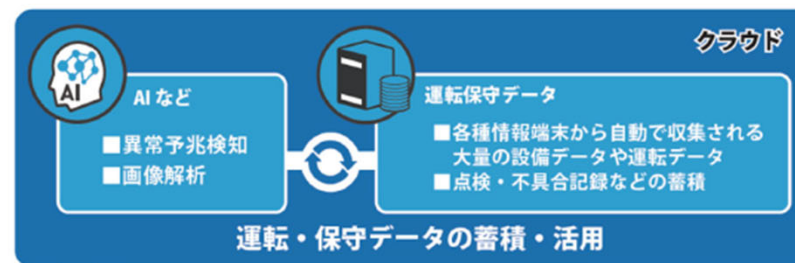 クラウド
AI
AIなど
■異常予兆検知
■画像解析
運転保守データ
■各種情報端末から自動で収集される
大量の設備データや運転データ
■点検・不具合記録などの蓄積
運転・保守データの蓄積・活用